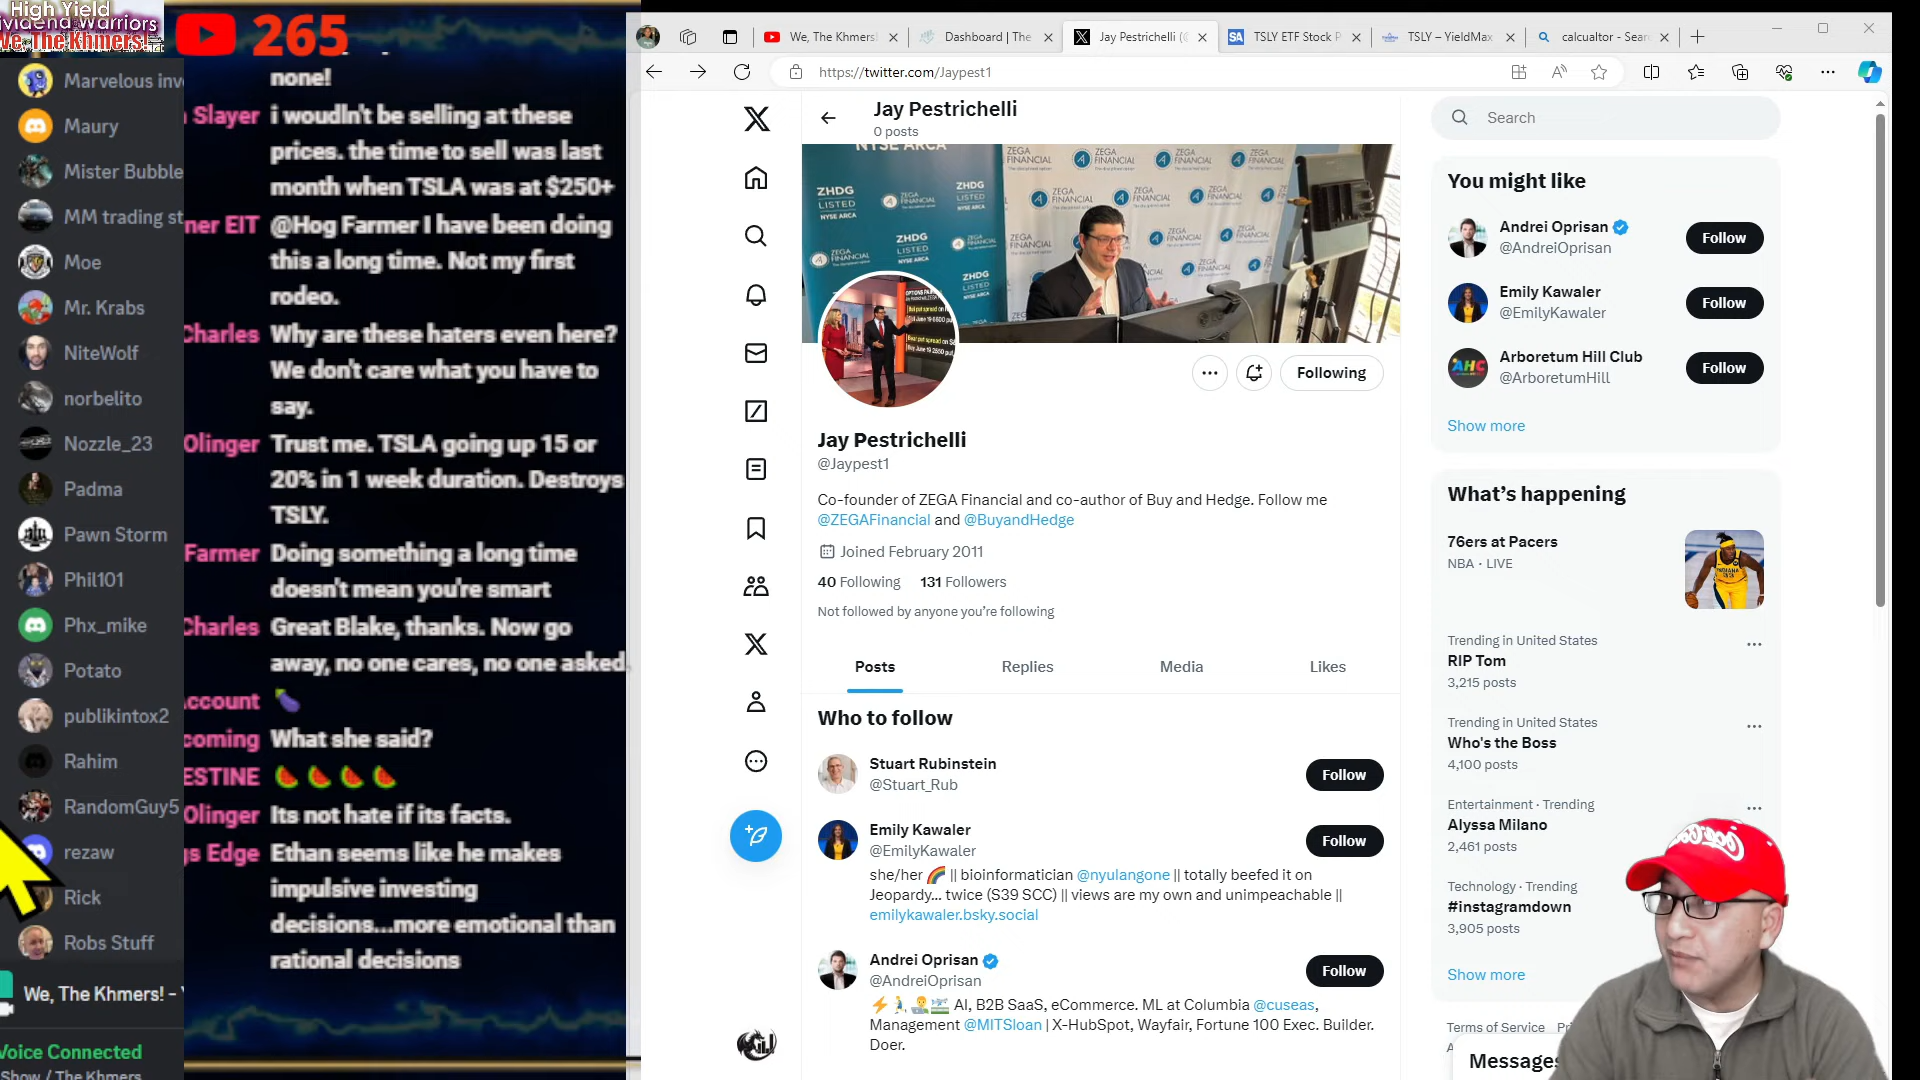 High Yield
ividend Warriors
We, The Khmers!
265
Marvelous inv
Maury
Mister Bubble
MM trading st
Moe
Mr. Krabs
NiteWolf
norbelito
Nozzle_23
Padma
Pawn Storm
Phil101
Phx_mike
Potato
publikintox2
Rahim
RandomGuy5
rezaw
Rick
Robs Stuff
We, The Khmers! -
Voice Connected
Show / The Khmers
none!
Slayer i woudln't be selling at these
prices. the time to sell was last
month when TSLA was at $250+
ner EIT @Hog Farmer I have been doing
this a long time. Not my first
rodeo.
Charles Why are these haters even here?
We don't care what you have to
say.
Olinger Trust me. TSLA going up 15 or
20% in 1 week duration. Destroys
TSLY.
Farmer Doing something a long time
doesn't mean you're smart
Charles Great Blake, thanks. Now go
away, no one cares, no one asked.
ccount 🍆
coming What she said?
ESTINE 🍉 🍉 🍉 🍉
Olinger Its not hate if its facts.
gs Edge Ethan seems like he makes
impulsive investing
decisions...more emotional than
rational decisions
We, The Khmers!
Dashboard | The
Jay Pestrichelli (
SA TSLY ETF Stock P
TSLY – YieldMax
calcualtor - Sear
https://twitter.com/Jaypest1
Jay Pestrichelli
0 posts
NYSE ARCA
ZHDG
LISTED
NYSE ARCA
ZEGA
FINANCIAL
ZHDG
LISTED
Following
Jay Pestrichelli
@Jaypest1
Co-founder of ZEGA Financial and co-author of Buy and Hedge. Follow me
@ZEGAFinancial and @BuyandHedge
Joined February 2011
40 Following 131 Followers
Not followed by anyone you’re following
Posts Replies Media Likes
Who to follow
Stuart Rubinstein
@Stuart_Rub
Follow
Emily Kawaler
@EmilyKawaler
Follow
she/her 🌈 || bioinformatician @nyulangone || totally beefed it on
Jeopardy... twice (S39 SCC) || views are my own and unimpeachable ||
emilykawaler.bsky.social
Andrei Oprisan
@AndreiOprisan
Follow
AI, B2B SaaS, eCommerce. ML at Columbia @cuseas,
Management @MITSloan | X-HubSpot, Wayfair, Fortune 100 Exec. Builder.
Doer.
Search
You might like
Andrei Oprisan
@AndreiOprisan
Follow
Emily Kawaler
@EmilyKawaler
Follow
AHC
Arboretum Hill Club
@ArboretumHill
Follow
Show more
What’s happening
76ers at Pacers
NBA · LIVE
Trending in United States
RIP Tom
3,215 posts
Trending in United States
Who's the Boss
4,100 posts
Entertainment · Trending
Alyssa Milano
2,461 posts
Technology · Trending
#instagramdown
3,905 posts
Show more
Terms of Service
Messages